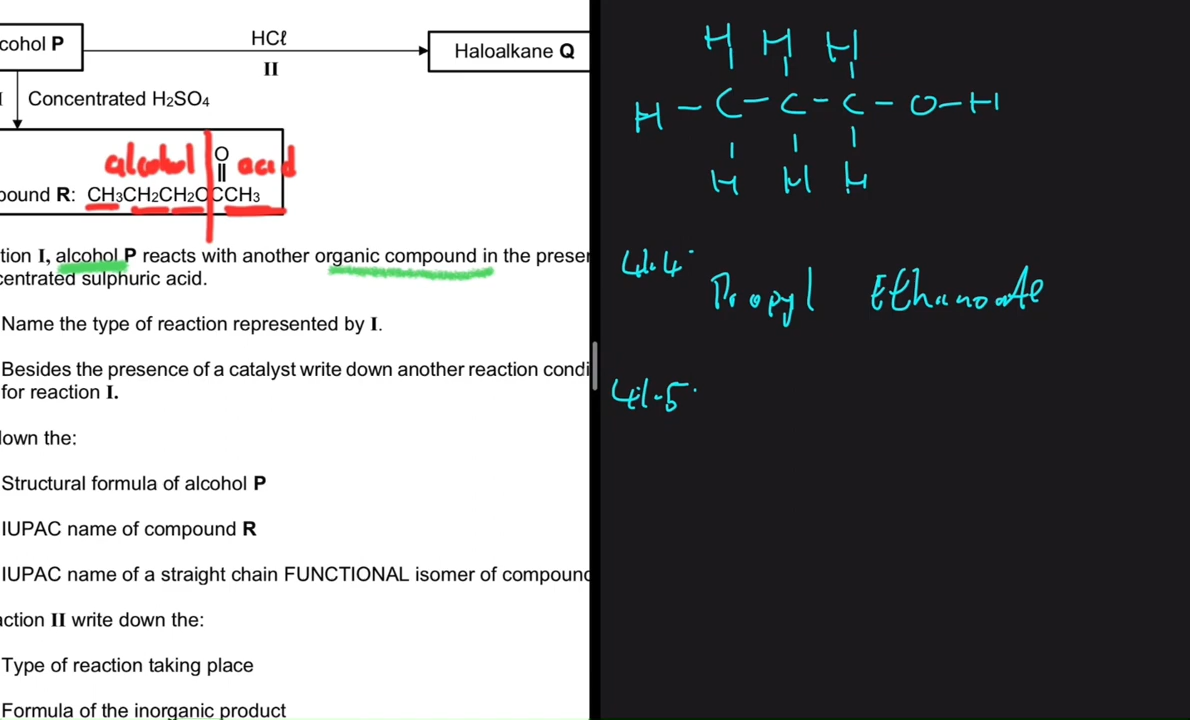 cohol P
HCℓ
II
Haloalkane Q
I Concentrated H₂SO₄
alcohol O acid
pound R: CH₃CH₂CH₂OCCH₃
tion I, alcohol P reacts with another organic compound in the prese
centrated sulphuric acid.
Name the type of reaction represented by I.
Besides the presence of a catalyst write down another reaction condi
for reaction I.
down the:
Structural formula of alcohol P
IUPAC name of compound R
IUPAC name of a straight chain FUNCTIONAL isomer of compound
action II write down the:
Type of reaction taking place
Formula of the inorganic product
H H H
H - C - C - C - O - H
H H H
4.1.4
Propyl Ethanoate
4.1.5